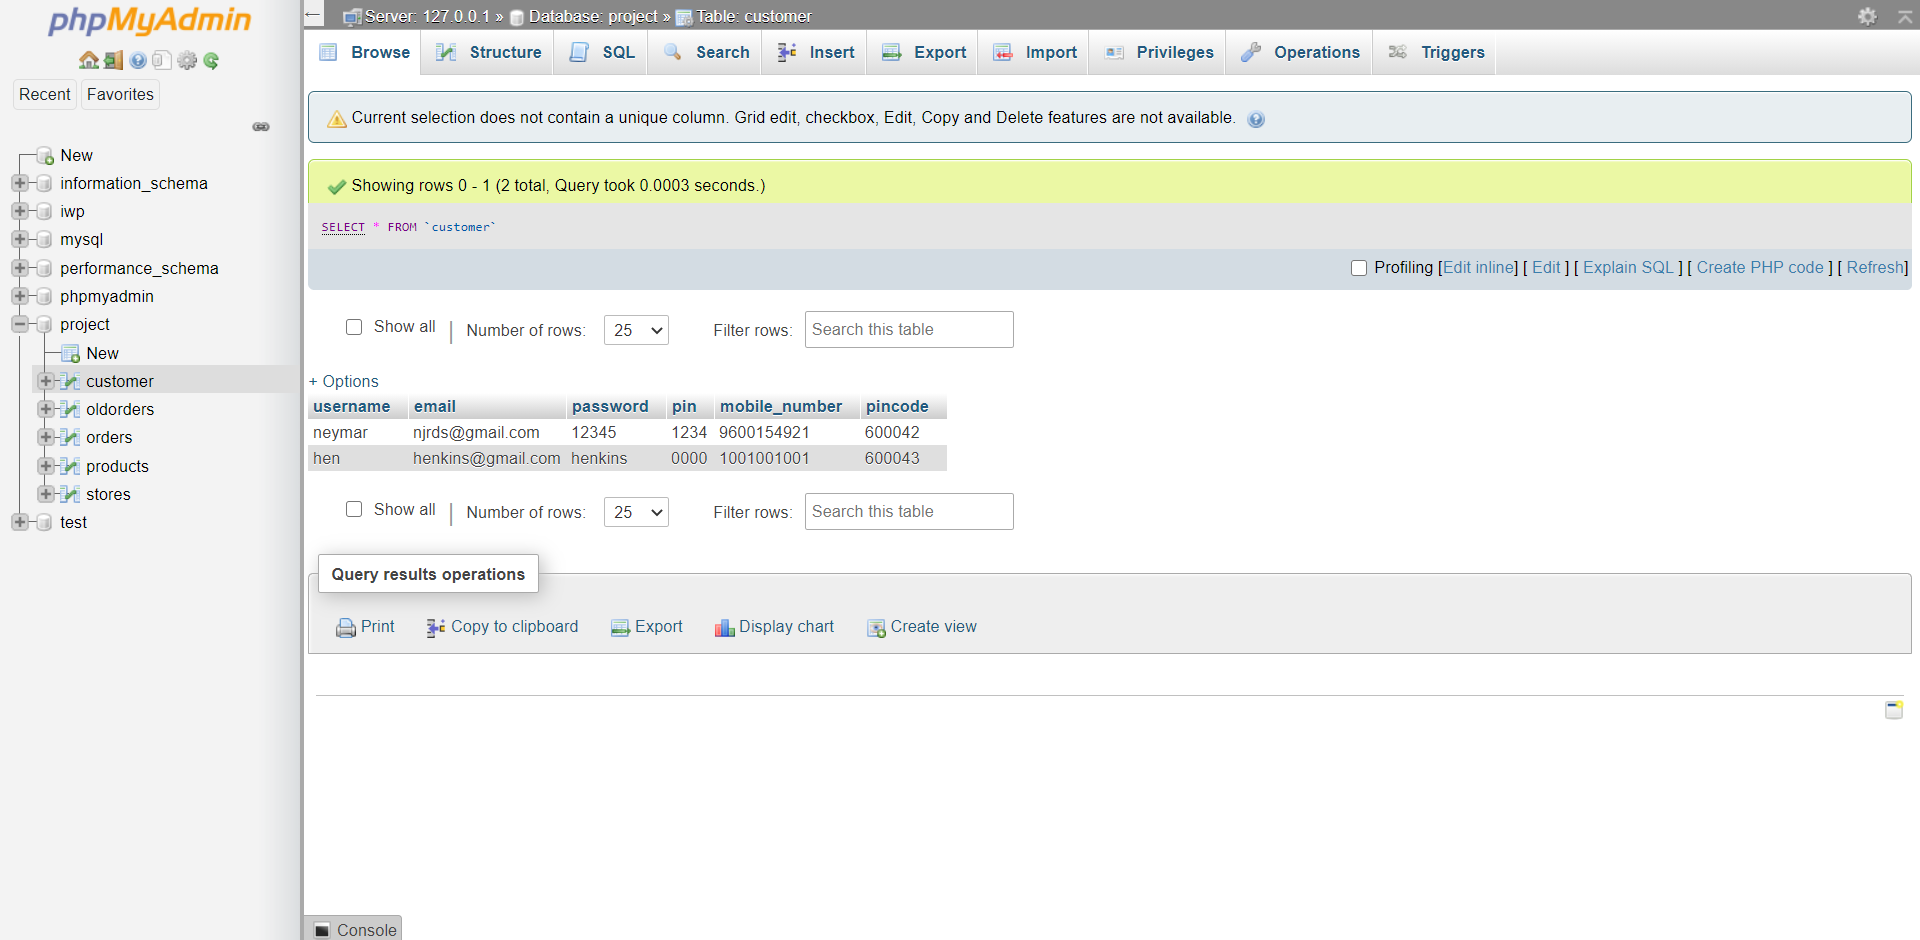 phpMyAdmin
Recent Favorites
New
information_schema
iwp
mysql
performance_schema
phpmyadmin
project
New
customer
oldorders
orders
products
stores
test
Server: 127.0.0.1 » Database: project » Table: customer
Browse Structure SQL Search Insert Export Import Privileges Operations Triggers
Current selection does not contain a unique column. Grid edit, checkbox, Edit, Copy and Delete features are not available.
Showing rows 0 - 1 (2 total, Query took 0.0003 seconds.)
SELECT * FROM `customer`
Profiling [Edit inline] [ Edit ] [ Explain SQL ] [ Create PHP code ] [ Refresh]
Show all | Number of rows: 25 Filter rows: Search this table
+ Options
username email password pin mobile_number pincode
neymar njrds@gmail.com 12345 1234 9600154921 600042
hen henkins@gmail.com henkins 0000 1001001001 600043
Show all | Number of rows: 25 Filter rows: Search this table
Query results operations
Print Copy to clipboard Export Display chart Create view
Console